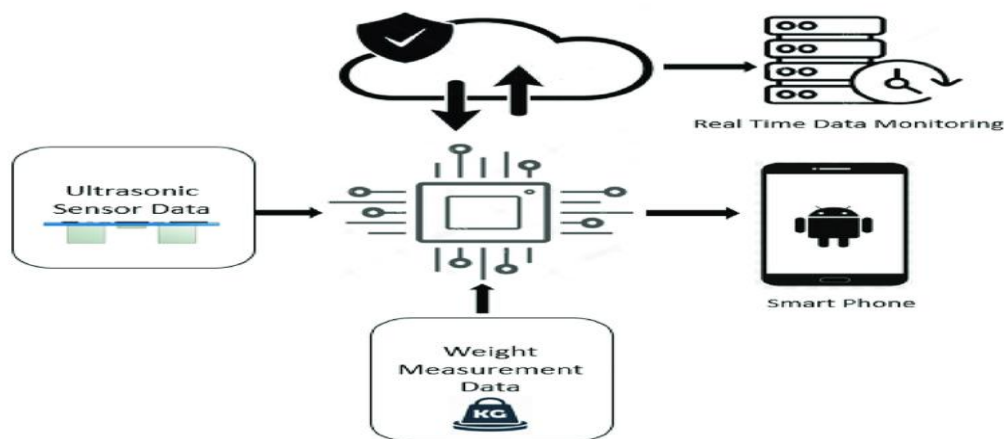 Real Time Data Monitoring
Ultrasonic
Sensor Data
Smart Phone
Weight
Measurement
Data
KG